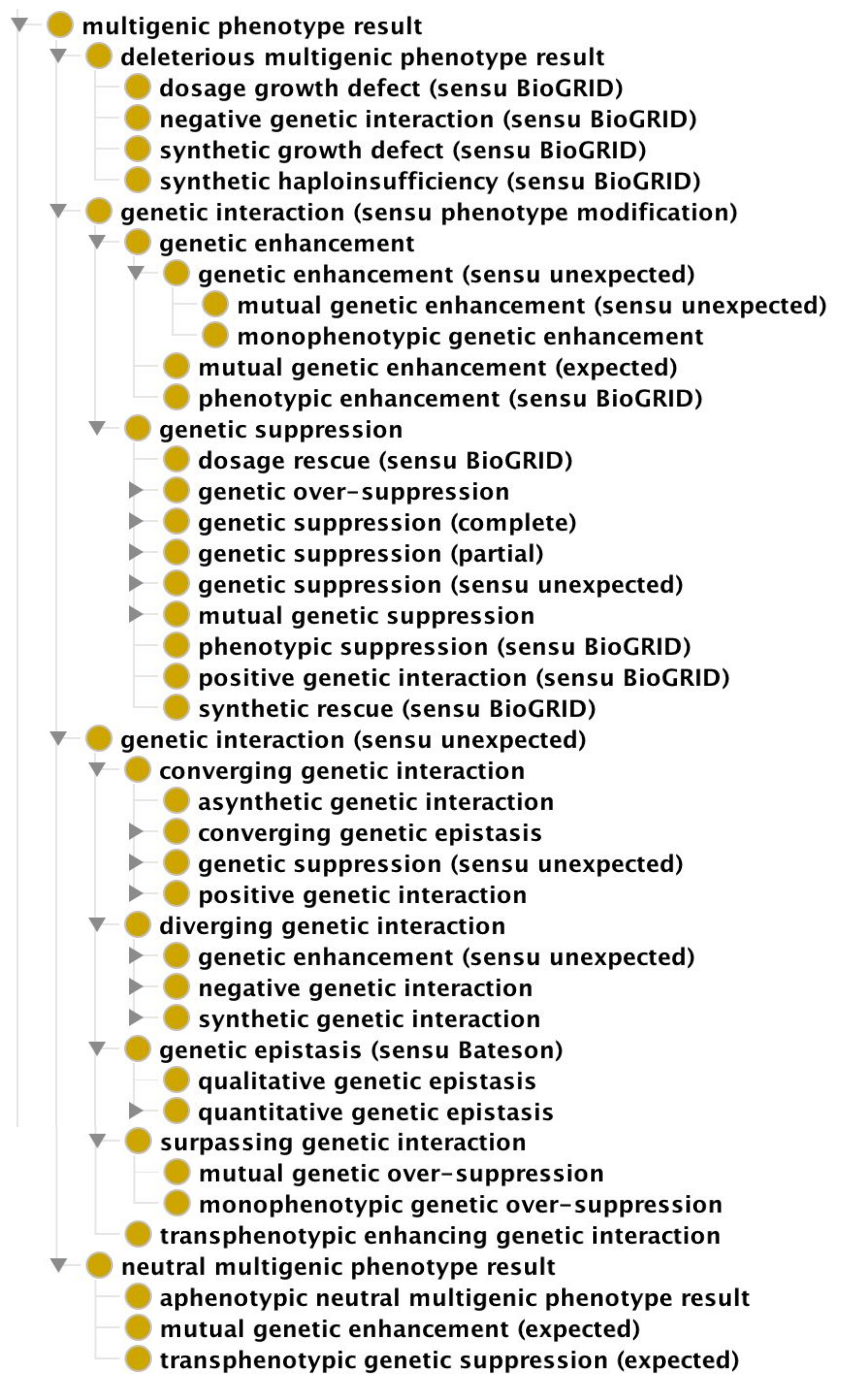 multigenic phenotype result
deleterious multigenic phenotype result
dosage growth defect (sensu BioGRID)
negative genetic interaction (sensu BioGRID)
synthetic growth defect (sensu BioGRID)
synthetic haploinsufficiency (sensu BioGRID)
genetic interaction (sensu phenotype modification)
genetic enhancement
genetic enhancement (sensu unexpected)
mutual genetic enhancement (sensu unexpected)
monophenotypic genetic enhancement
mutual genetic enhancement (expected)
phenotypic enhancement (sensu BioGRID)
genetic suppression
dosage rescue (sensu BioGRID)
genetic over-suppression
genetic suppression (complete)
genetic suppression (partial)
genetic suppression (sensu unexpected)
mutual genetic suppression
phenotypic suppression (sensu BioGRID)
positive genetic interaction (sensu BioGRID)
synthetic rescue (sensu BioGRID)
genetic interaction (sensu unexpected)
converging genetic interaction
asynthetic genetic interaction
converging genetic epistasis
genetic suppression (sensu unexpected)
positive genetic interaction
diverging genetic interaction
genetic enhancement (sensu unexpected)
negative genetic interaction
synthetic genetic interaction
genetic epistasis (sensu Bateson)
qualitative genetic epistasis
quantitative genetic epistasis
surpassing genetic interaction
mutual genetic over-suppression
monophenotypic genetic over-suppression
transphenotypic enhancing genetic interaction
neutral multigenic phenotype result
aphenotypic neutral multigenic phenotype result
mutual genetic enhancement (expected)
transphenotypic genetic suppression (expected)